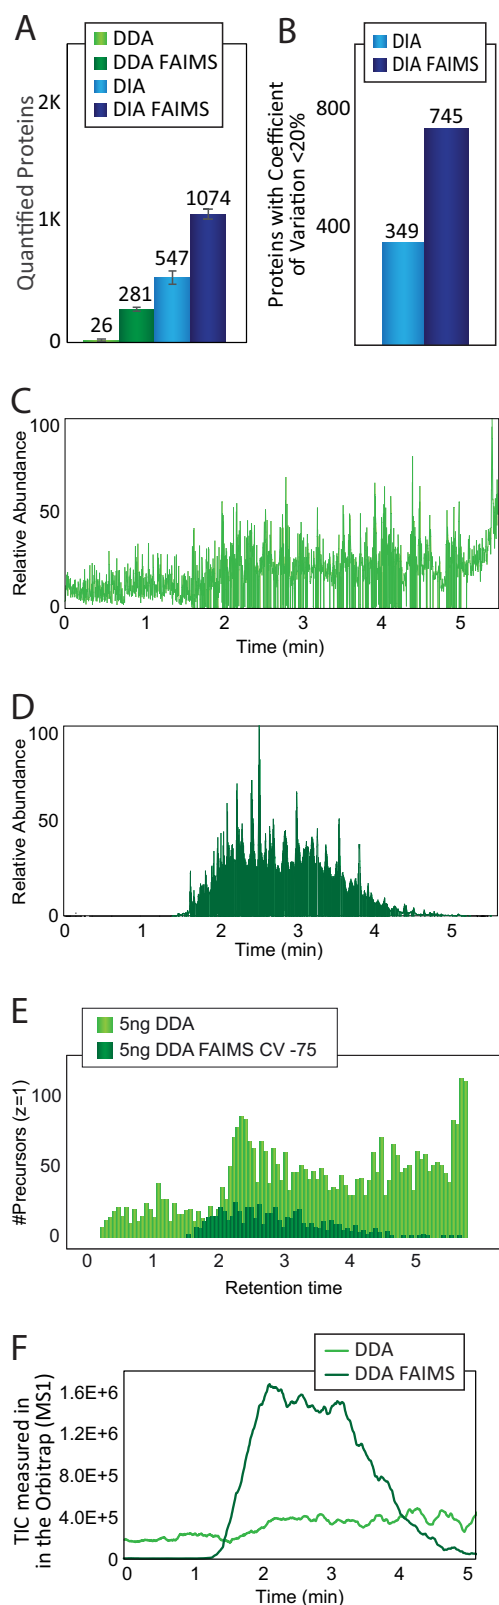 A
DDA
DDA FAIMS
DIA
DIA FAIMS
Quantified Proteins
2K
1K
0
26
281
547
1074
B
DIA
DIA FAIMS
Proteins with Coefficient
of Variation <20%
800
400
349
745
C
Relative Abundance
100
50
0
0 1 2 3 4 5
Time (min)
D
Relative Abundance
100
50
0
0 1 2 3 4 5
Time (min)
E
5ng DDA
5ng DDA FAIMS CV -75
#Precursors (z=1)
100
50
0
0 1 2 3 4 5
Retention time
F
DDA
DDA FAIMS
TIC measured in
in the Orbitrap (MS1)
1.6E+6
1.2E+6
8.0E+5
4.0E+5
0
0 1 2 3 4 5
Time (min)